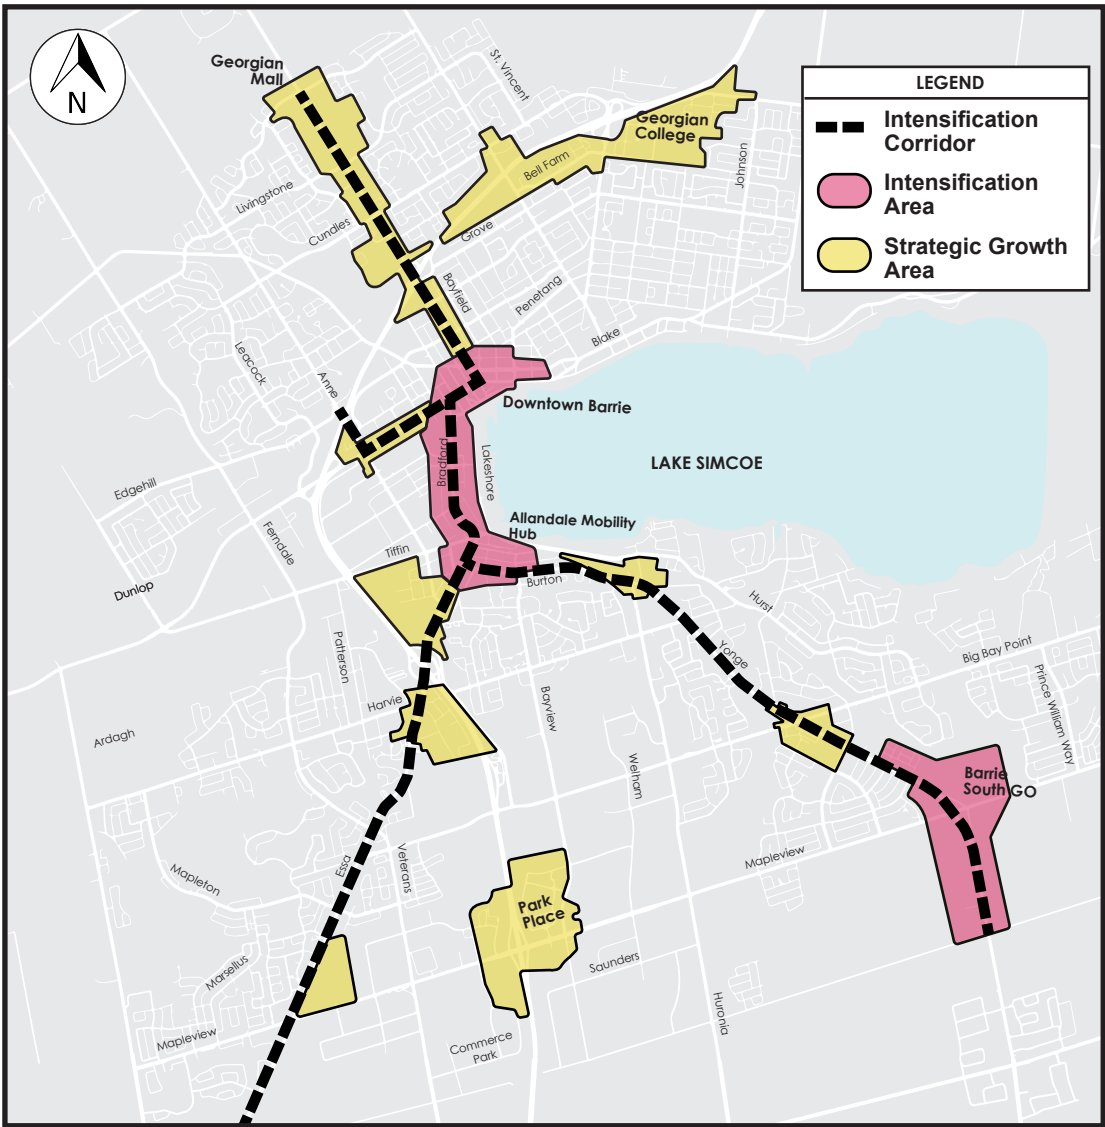 N
Georgian
Mall
St. Vincent
LEGEND
Intensification
Corridor
Intensification
Area
Strategic Growth
Area
Georgian
College
Johnson
Bell Farm
Livingstone
Cundles
Grove
Bayfield
Penetang
Blake
Leacock
Anne
Downtown Barrie
Bradford
Lakeshore
LAKE SIMCOE
Edgehill
Ferndale
Allandale Mobility
Hub
Tiffin
Burton
Dunlop
Hurst
Patterson
Yonge
Big Bay Point
Prince William Way
Harvie
Bayview
Ardagh
Welham
Barrie
South GO
Mapleview
Essa
Veterans
Mapleton
Park
Place
Marsellus
Saunders
Huronia
Mapleview
Commerce
Park